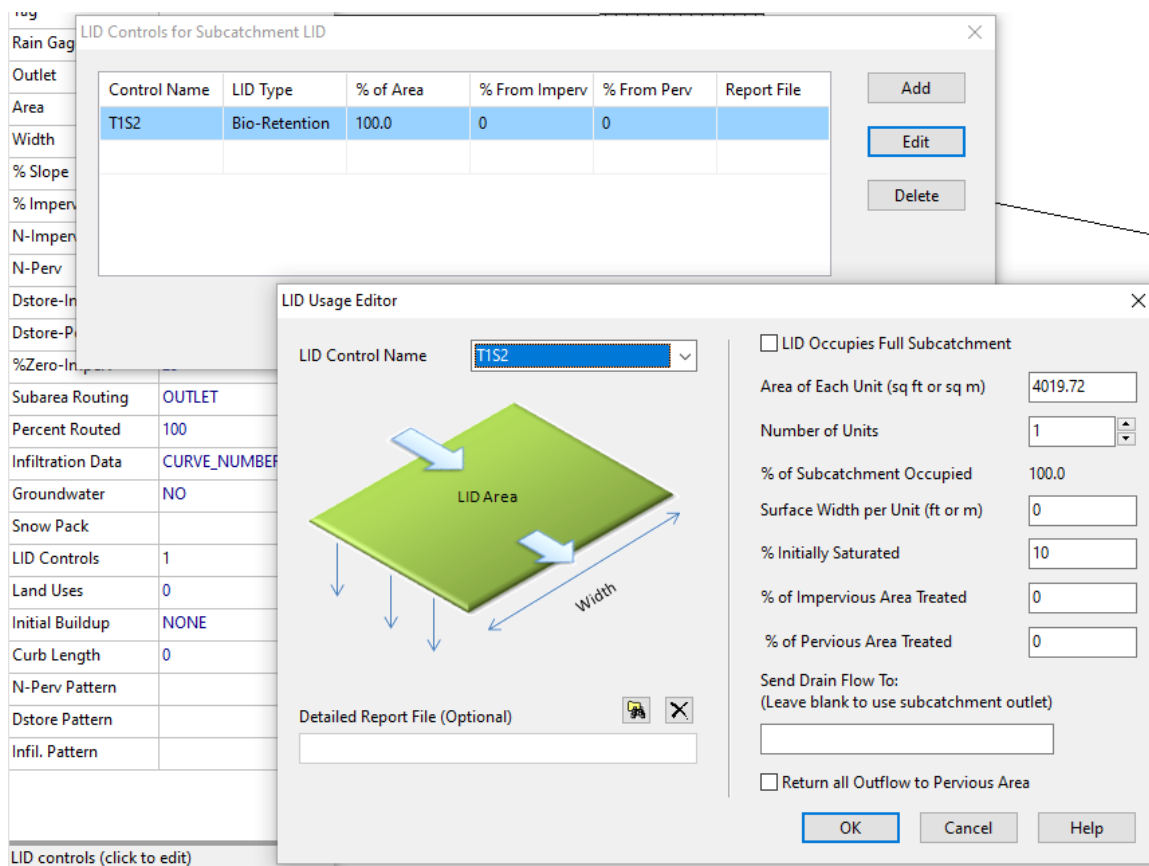 Tag
LID Controls for Subcatchment LID
Rain Gag
Outlet
Area
Width
% Slope
% Imperv
N-Imperv
N-Perv
Dstore-Im
Dstore-Pe
%Zero-Imperv
Subarea Routing OUTLET
Percent Routed 100
Infiltration Data CURVE_NUMBER
Groundwater NO
Snow Pack
LID Controls 1
Land Uses 0
Initial Buildup NONE
Curb Length 0
N-Perv Pattern
Dstore Pattern
Infil. Pattern
LID controls (click to edit)
Control Name LID Type % of Area % From Imperv % From Perv Report File
T1S2 Bio-Retention 100.0 0 0
Add
Edit
Delete
LID Usage Editor
LID Control Name T1S2
LID Area
Width
Detailed Report File (Optional)
LID Occupies Full Subcatchment
Area of Each Unit (sq ft or sq m) 4019.72
Number of Units 1
% of Subcatchment Occupied 100.0
Surface Width per Unit (ft or m) 0
% Initially Saturated 10
% of Impervious Area Treated 0
% of Pervious Area Treated 0
Send Drain Flow To:
(Leave blank to use subcatchment outlet)
Return all Outflow to Pervious Area
OK Cancel Help